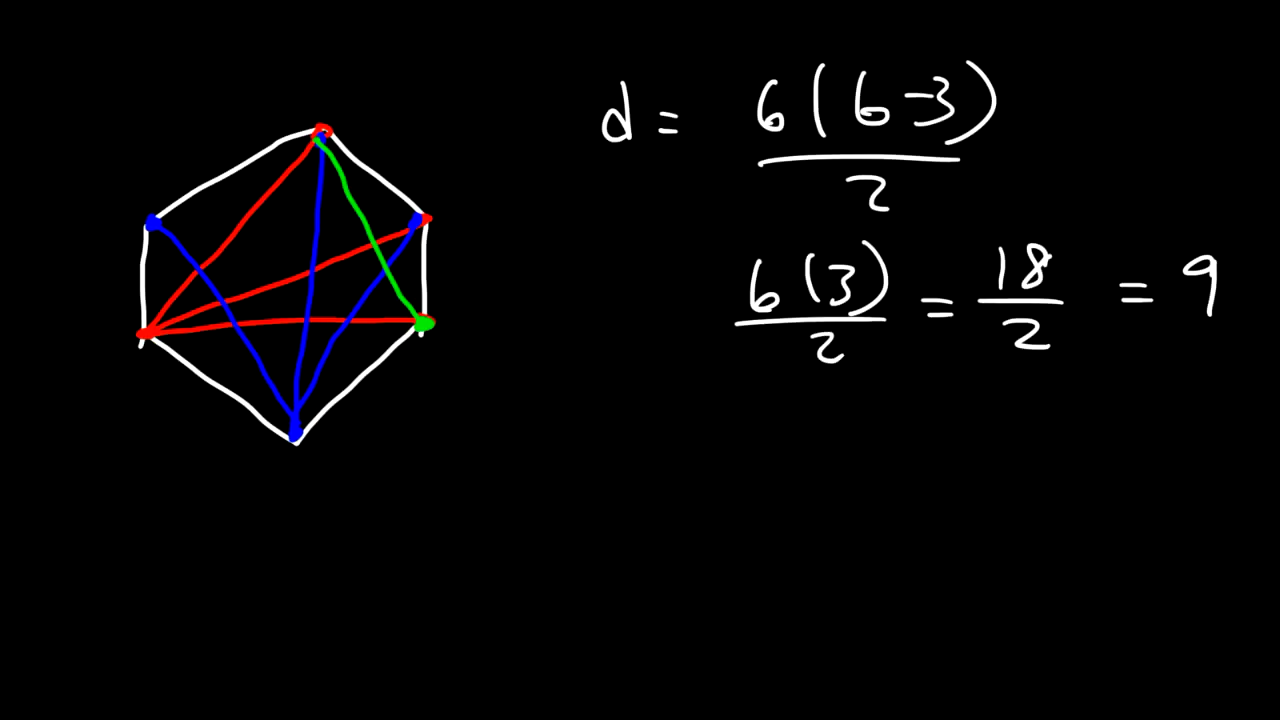 d = 6(6-3)/2
6(3)/2 = 18/2 = 9